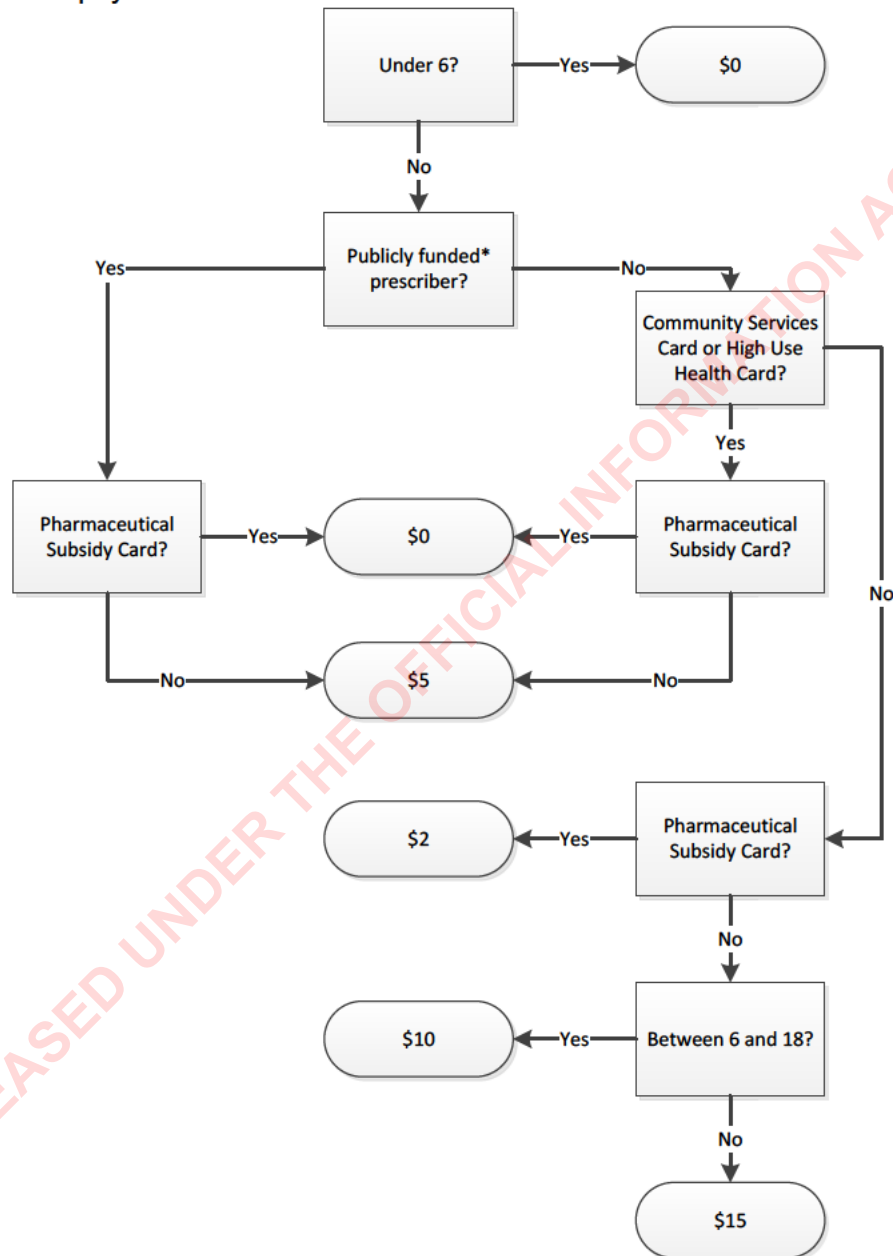 Under 6?
Yes
$0
No
Publicly funded*
prescriber?
Yes
No
Community Services
Card or High Use
Health Card?
Yes
No
Pharmaceutical
Subsidy Card?
Yes
$0
Yes
Pharmaceutical
Subsidy Card?
No
$5
No
$2
Yes
Pharmaceutical
Subsidy Card?
No
$10
Yes
Between 6 and 18?
No
$15
EASED UNDER THE OFFICIAL INFORMATION AC